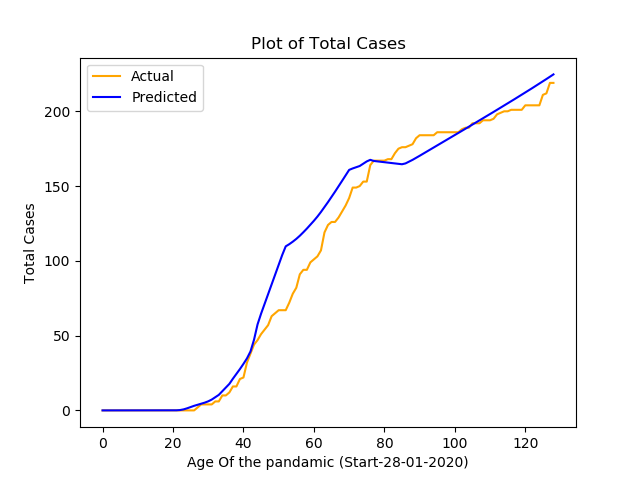 Plot of Total Cases
Actual
Predicted
200
150
100
50
0
Total Cases
0 20 40 60 80 100 120
Age Of the pandamic (Start-28-01-2020)